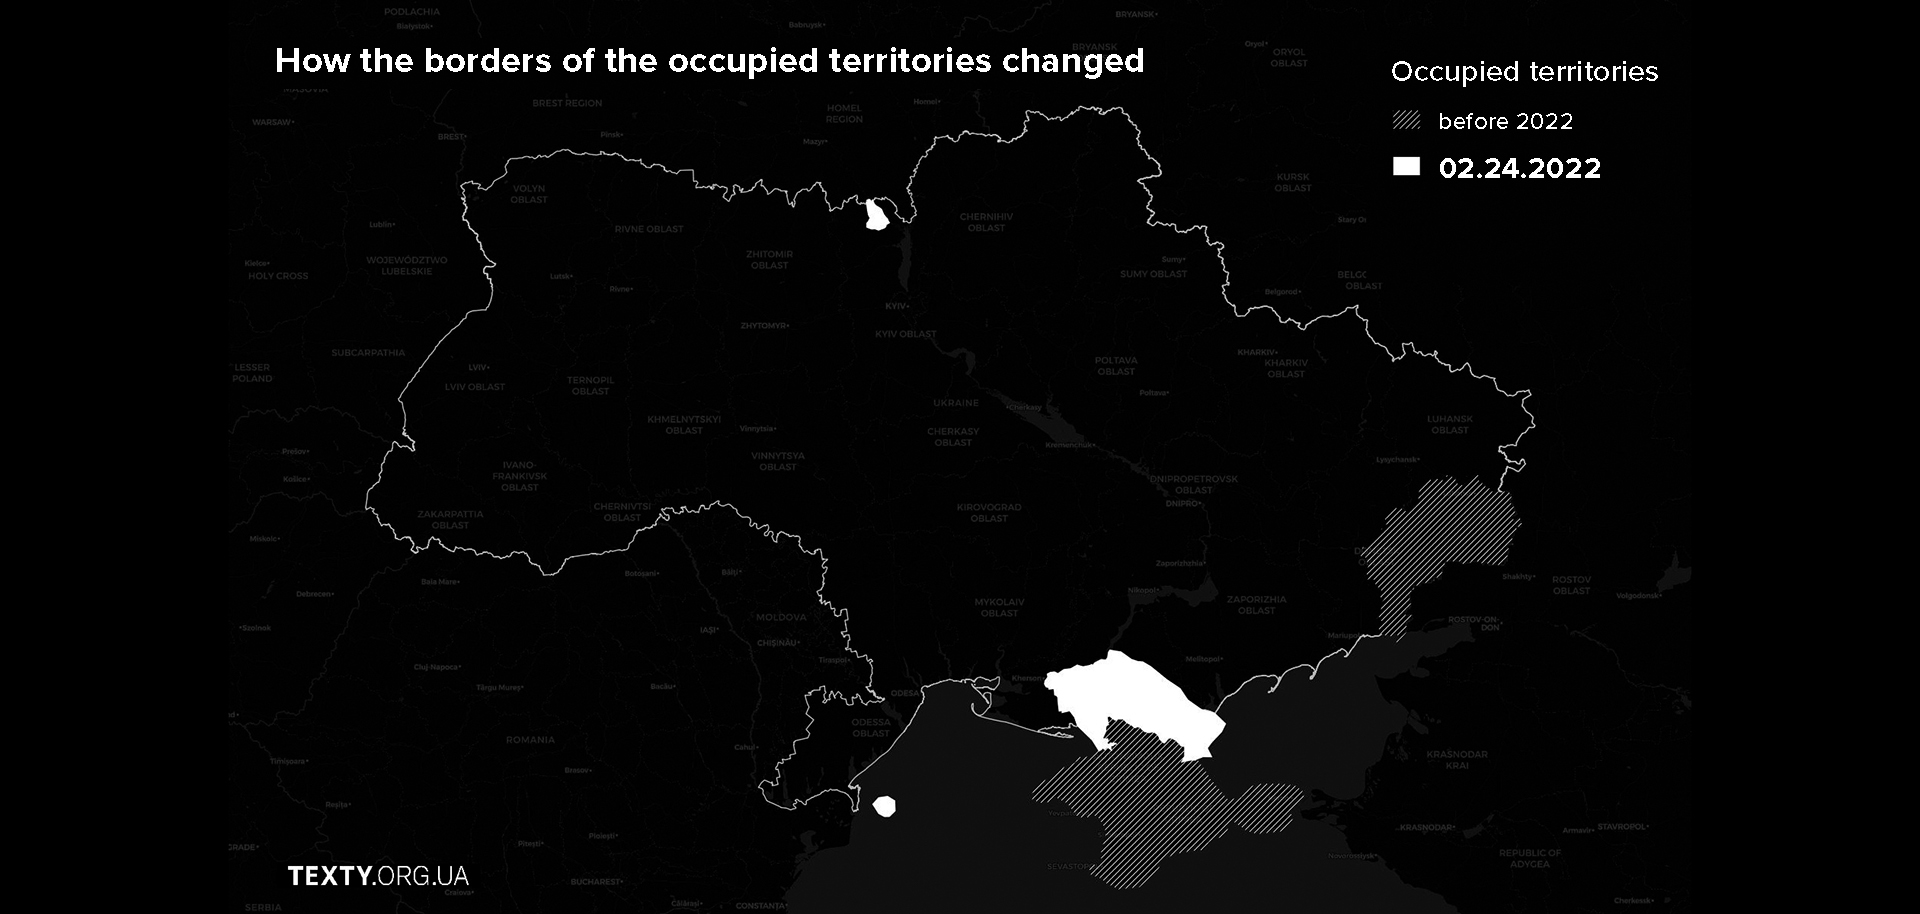 PODLACHIA
Białystok
Babruysk
BRYANSK
How the borders of the occupied territories changed
BRYANSK
Oryol
ORYOL
OBLAST
Occupied territories
before 2022
02.24.2022
BREST REGION
HOMEL
REGION
Homel
WARSAW
BREST
Pinsk
Mazyr
KURSK
OBLAST
VOLYN
OBLAST
RIVNE OBLAST
CHERNIHIV
OBLAST
Lublin
WOJEWÓDZTWO
LUBELSKIE
ZHITOMIR
OBLAST
Sumy
SUMY OBLAST
Kielce
HOLY CROSS
Lutsk
Rivne
Belgorod
OBLAST
KYIV
KYIV OBLAST
ZHYTOMYR
SUBCARPATHIA
LESSER
POLAND
LVIV
LVIV OBLAST
TERNOPIL
OBLAST
POLTAVA
OBLAST
Poltava
KHARKIV
KHARKIV
OBLAST
UKRAINE
Cherkasy
CHERKASY
OBLAST
KHMELNYTSKYI
OBLAST
Vinnytsia
VINNYTSYA
OBLAST
Kremenchuk
LUHANSK
OBLAST
Lysychansk
Prešov
Košice
IVANO-
FRANKIVSK
OBLAST
DNIPROPETROVSK
OBLAST
DNIPRO
ZAKARPATTIA
OBLAST
CHERNIVTSI
OBLAST
KIROVOGRAD
OBLAST
Miskolc
Baia Mare
Botoșani
Bălți
Zaporizhzhia
Nikopol
Shakhty
ROSTOV
OBLAST
Volgodonsk
Debrecen
Szolnok
MYKOLAIV
OBLAST
ZAPORIZHIA
OBLAST
MOLDOVA
CHIȘINĂU
IAȘI
Tiraspol
ROSTOV-ON-
DON
Mariupol
Melitopol
Cluj-Napoca
Târgu Mureș
Bacău
Kherson
ODESA
ODESSA
OBLAST
ROMANIA
Cahul
Timișoara
Brașov
KRASNODAR
KRAI
Reșița
Ploiești
Pitești
SEVASTOPOL
KRASNODAR
Armavir
STAVROPOL
Novorossiysk
REPUBLIC OF
ADYGEA
TEXTY.ORG.UA
BUCHAREST
Craiova
Călărași
CONSTANȚA
SERBIA
Cherkessk